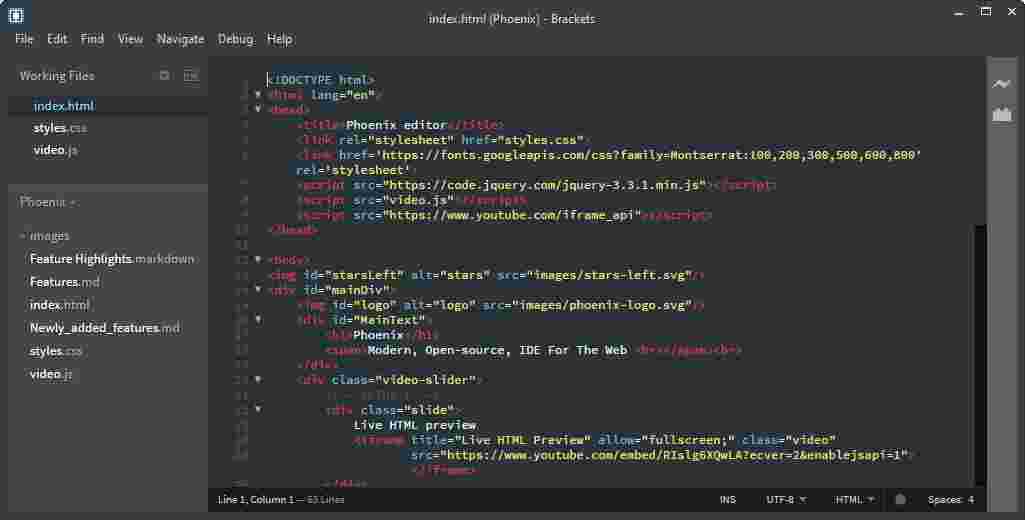 index.html (Phoenix) - Brackets
File Edit Find View Navigate Debug Help
Working Files
index.html
styles.css
video.js
Phoenix
images
Feature Highlights.markdown
Features.md
index.html
Newly_added_features.md
styles.css
video.js
<!DOCTYPE html>
<html lang="en">
<head>
<title>Phoenix editor</title>
<link rel="stylesheet" href="styles.css">
<link href='https://fonts.googleapis.com/css?family=Montserrat:100,200,300,500,600,800'
rel='stylesheet'>
<script src="https://code.jquery.com/jquery-3.3.1.min.js"></script>
<script src="video.js"></script>
<script src="https://www.youtube.com/iframe_api"></script>
</head>
<body>
<img id="starsLeft" alt="stars" src="images/stars-left.svg"/>
<div id="mainDiv">
<img id="logo" alt="logo" src="images/phoenix-logo.svg"/>
<div id="MainText">
<h1>Phoenix</h1>
<span>Modern, Open-source, IDE For The Web
</div>
<div class="video-slider">
<div class="slide">
Live HTML preview
<iframe title="Live HTML Preview" allow="fullscreen;" class="video"
src="https://www.youtube.com/embed/RIslg6XQwLA?ecver=2&enablejsapi=1">
</iframe>
</div>
Line 1, Column 1 — 63 Lines
INS UTF-8 HTML Spaces: 4